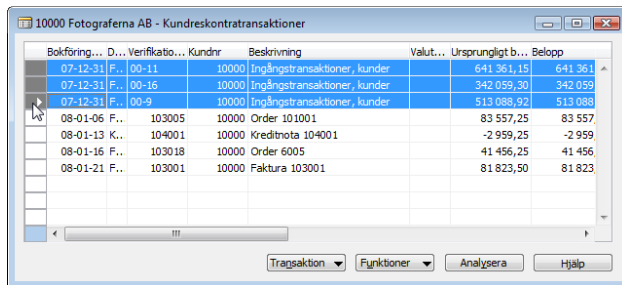 10000 Fotograferna AB - Kundreskontratransaktioner
Bokföring... D... Verifikatio... Kundnr Beskrivning Valut... Ursprungligt b... Belopp
07-12-31 F.. 00-11 10000 Ingångstransaktioner, kunder 641 361,15 641 361
07-12-31 F.. 00-16 10000 Ingångstransaktioner, kunder 342 059,30 342 059
07-12-31 F.. 00-9 10000 Ingångstransaktioner, kunder 513 088,92 513 088
08-01-06 F.. 103005 10000 Order 101001 83 557,25 83 557,
08-01-13 K.. 104001 10000 Kreditnota 104001 -2 959,25 -2 959,
08-01-16 F.. 103018 10000 Order 6005 41 456,25 41 456,
08-01-21 F.. 103001 10000 Faktura 103001 81 823,50 81 823,
Transaktion Funktioner Analysera Hjälp